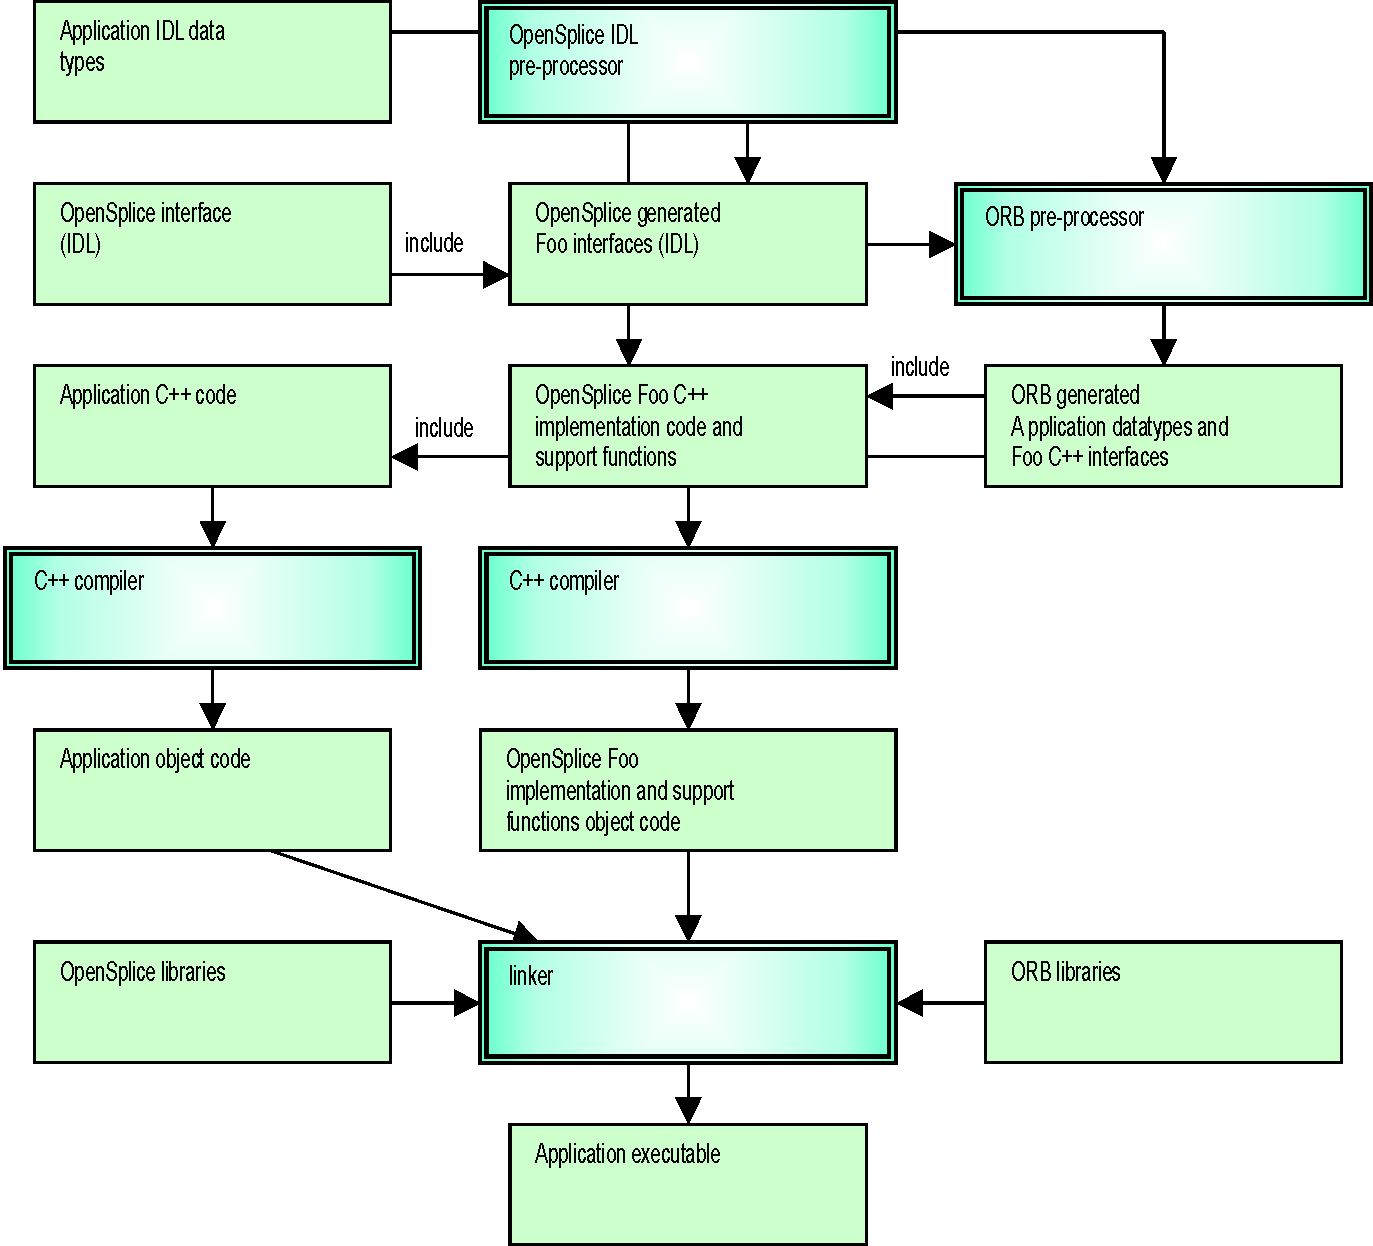 Application IDL data
types
OpenSplice IDL
pre-processor
OpenSplice interface
(IDL)
include
OpenSplice generated
Foo interfaces (IDL)
ORB pre-processor
Application C++ code
include
OpenSplice Foo C++
implementation code and
support functions
include
ORB generated
A pplication datatypes and
Foo C++ interfaces
C++ compiler
C++ compiler
Application object code
OpenSplice Foo
implementation and support
functions object code
OpenSplice libraries
linker
ORB libraries
Application executable